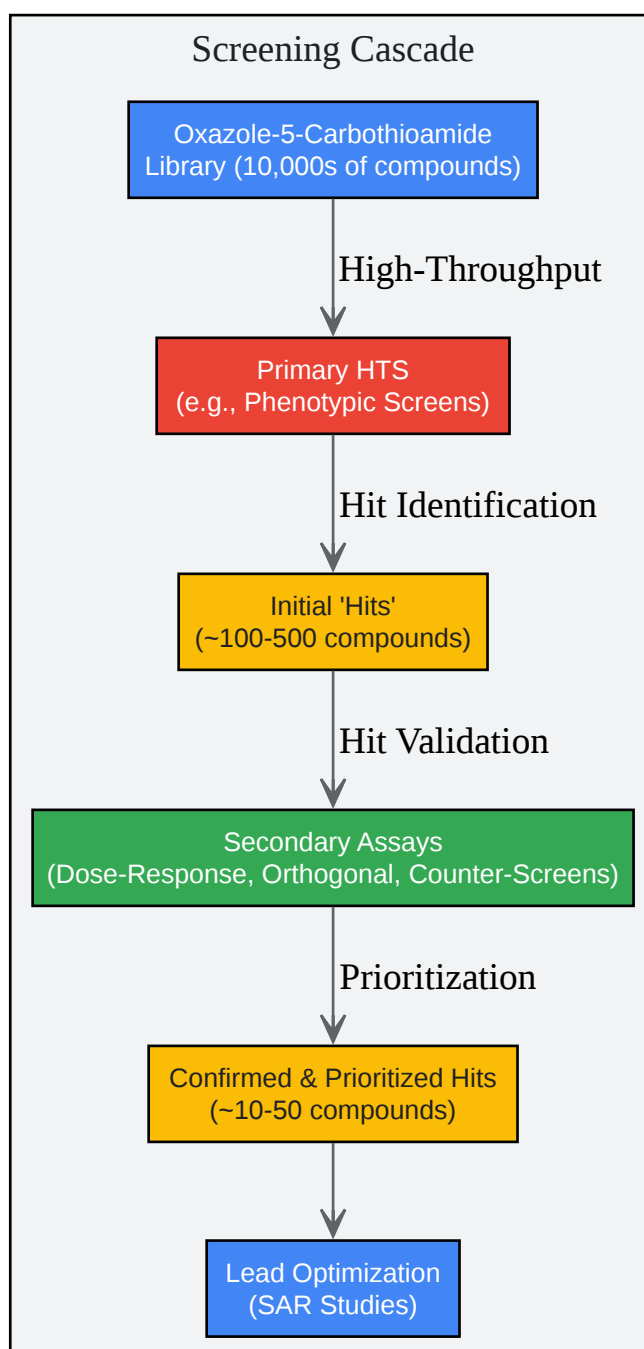 Screening Cascade
Oxazole-5-Carbothioamide
Library (10,000s of compounds)
High-Throughput
Primary HTS
(e.g., Phenotypic Screens)
Hit Identification
Initial 'Hits'
(~100-500 compounds)
Hit Validation
Secondary Assays
(Dose-Response, Orthogonal, Counter-Screens)
Prioritization
Confirmed & Prioritized Hits
(~10-50 compounds)
Lead Optimization
(SAR Studies)